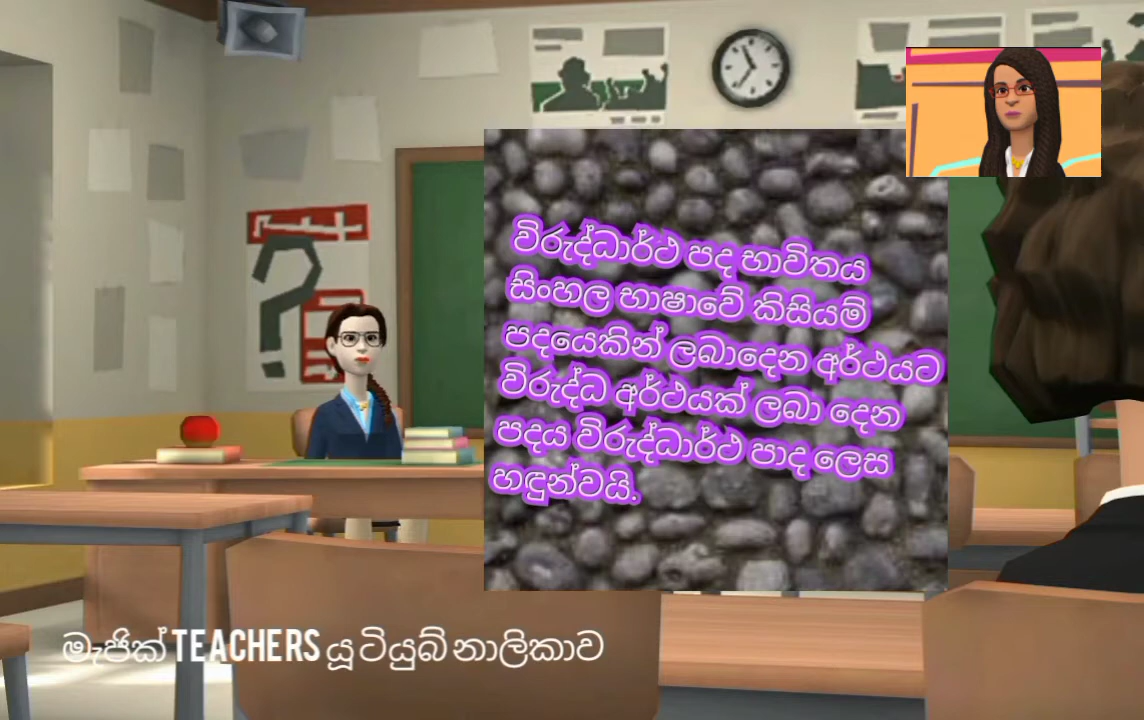 විරුද්ධාර්ථ පද භාවිතය
සිංහල භාෂාවේ කිසියම්
පදයෙකින් ලබාදෙන අර්ථයට
විරුද්ධ අර්ථයක් ලබා දෙන
පදය විරුද්ධාර්ථ පාද ලෙස
හඳුන්වයි.
මැජික් TEACHERS යූ ටියුබ් නාලිකාව